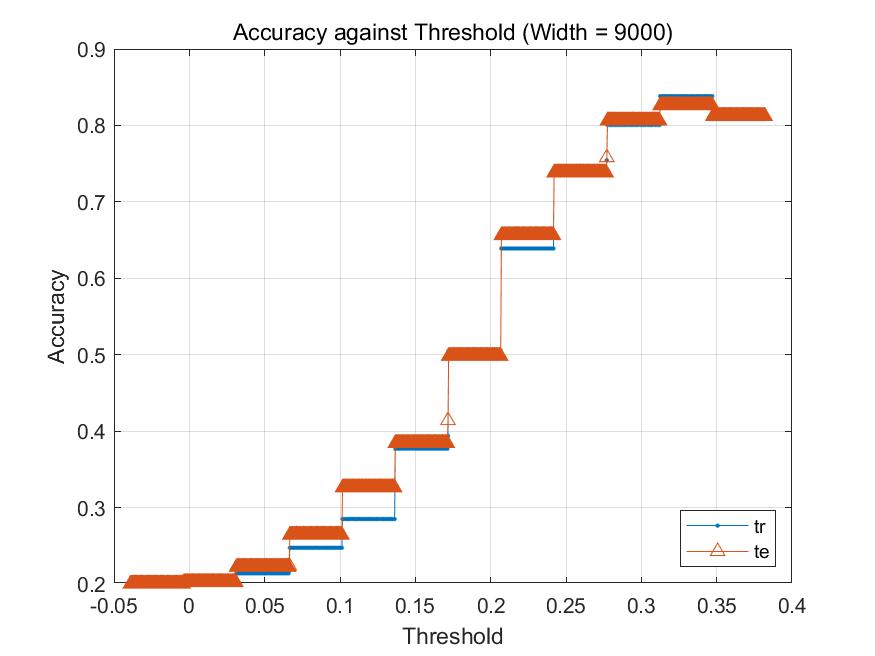 Accuracy against Threshold (Width = 9000)
0.9
0.8
0.7
0.6
0.5
0.4
0.3
0.2
Accuracy
-0.05 0 0.05 0.1 0.15 0.2 0.25 0.3 0.35 0.4
Threshold
tr
te